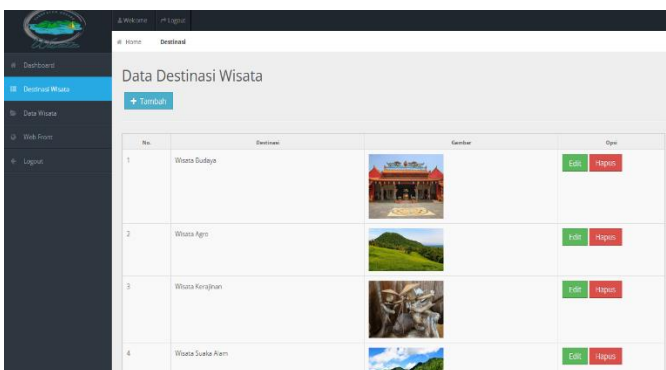 Welcome Logout
Home Destinasi
Dashboard
Destinasi Wisata
Data Wisata
Web From
Logout
Data Destinasi Wisata
+ Tambah
No. Destinasi Gambar Opsi
1 Wisata Budaya Edit Hapus
2 Wisata Agro Edit Hapus
3 Wisata Kerajinan Edit Hapus
4 Wisata Suaka Alam Edit Hapus